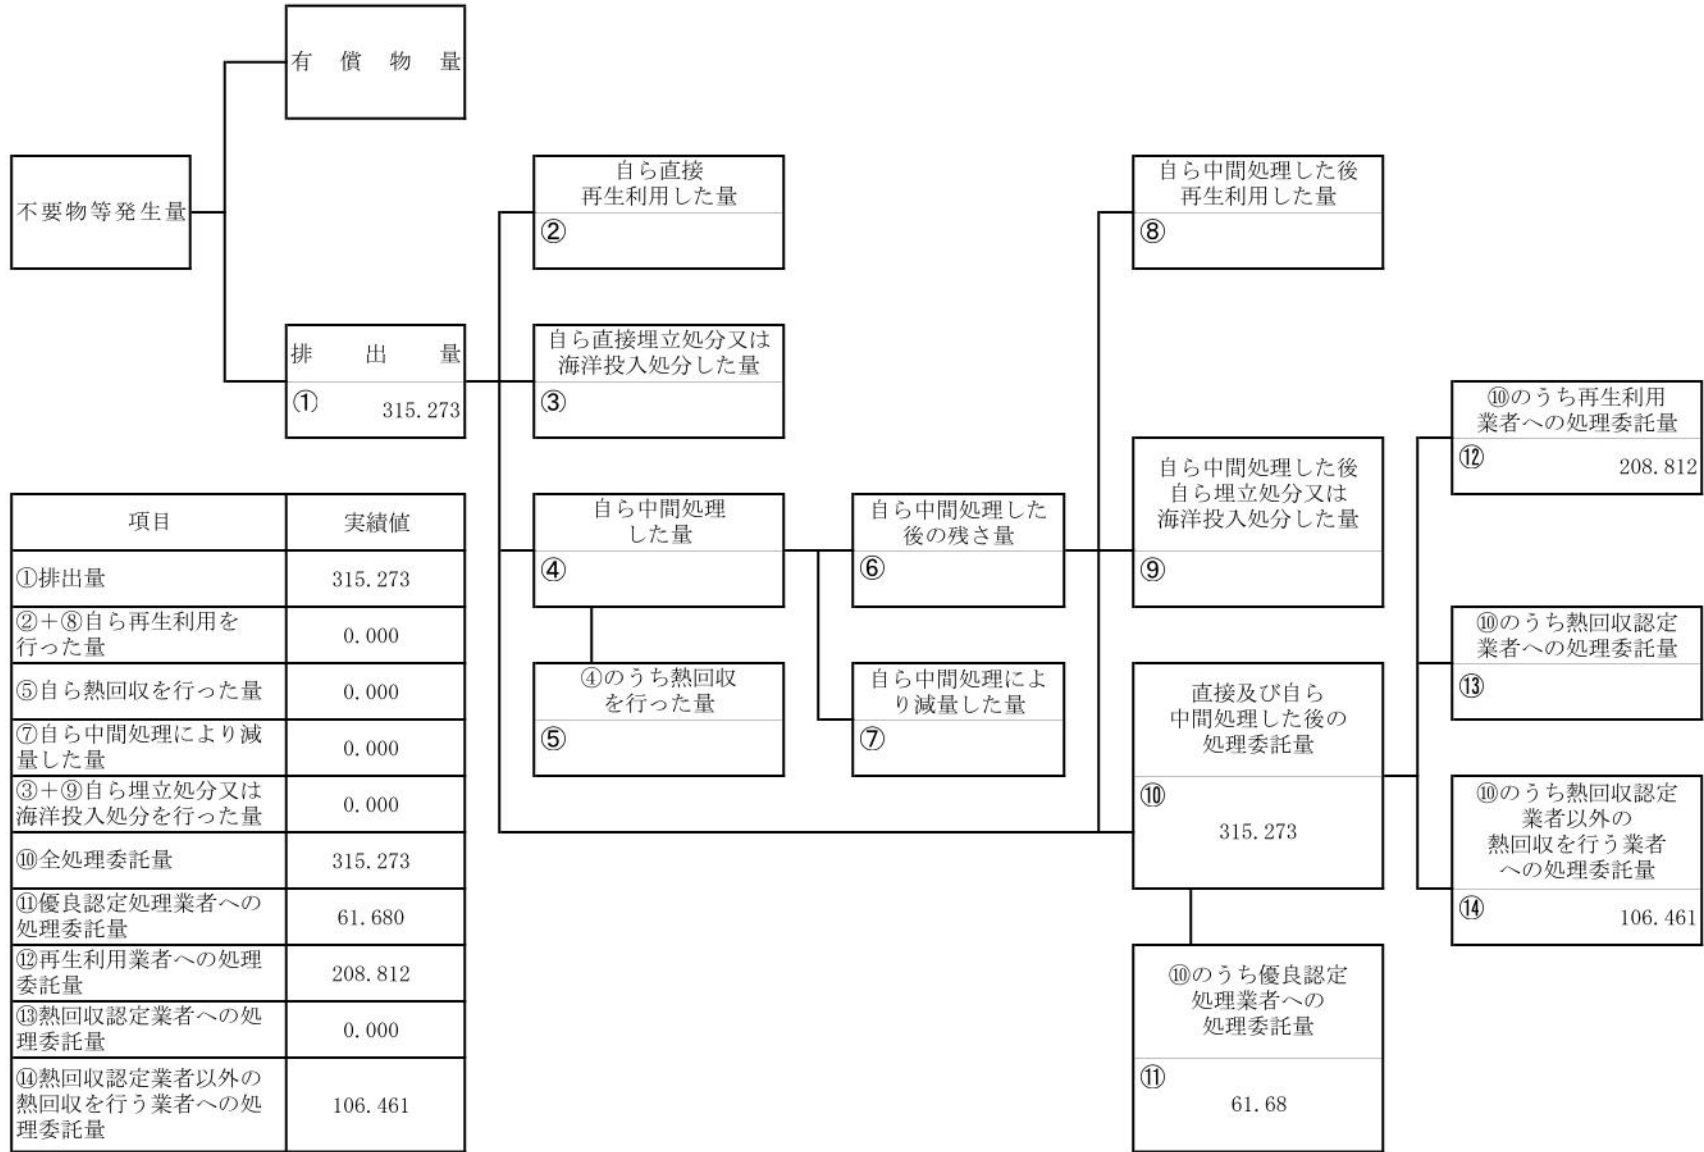 有償物量
不要物等発生量
排出量
① 315.273
自ら直接
再生利用した量
②
自ら直接埋立処分又は
海洋投入処分した量
③
自ら中間処理
した量
④
④のうち熱回収
を行った量
⑤
自ら中間処理した
後の残さ量
⑥
自ら中間処理によ
り減量した量
⑦
自ら中間処理した後
再生利用した量
⑧
自ら中間処理した後
自ら埋立処分又は
海洋投入処分した量
⑨
直接及び自ら
中間処理した後の
処理委託量
⑩
315.273
⑩のうち優良認定
処理業者への
処理委託量
⑪
61.68
⑩のうち再生利用
業者への処理委託量
⑫ 208.812
⑩のうち熱回収認定
業者への処理委託量
⑬
⑩のうち熱回収認定
業者以外の
熱回収を行う業者
への処理委託量
⑭ 106.461
項目 実績値
①排出量 315.273
②+⑧自ら再生利用を
行った量 0.000
⑤自ら熱回収を行った量 0.000
⑦自ら中間処理により減
量した量 0.000
③+⑨自ら埋立処分又は
海洋投入処分を行った量 0.000
⑩全処理委託量 315.273
⑪優良認定処理業者への
処理委託量 61.680
⑫再生利用業者への処理
委託量 208.812
⑬熱回収認定業者への処
理委託量 0.000
⑭熱回収認定業者以外の
熱回収を行う業者への処
理委託量 106.461